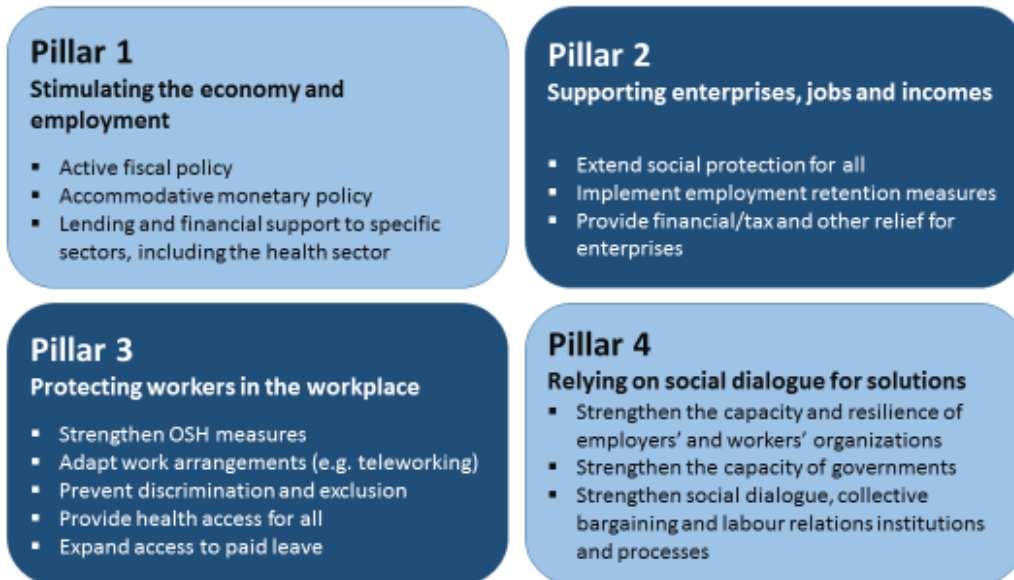 Pillar 1
Stimulating the economy and
employment
▪ Active fiscal policy
▪ Accommodative monetary policy
▪ Lending and financial support to specific
sectors, including the health sector
Pillar 2
Supporting enterprises, jobs and incomes
▪ Extend social protection for all
▪ Implement employment retention measures
▪ Provide financial/tax and other relief for
enterprises
Pillar 3
Protecting workers in the workplace
▪ Strengthen OSH measures
▪ Adapt work arrangements (e.g. teleworking)
▪ Prevent discrimination and exclusion
▪ Provide health access for all
▪ Expand access to paid leave
Pillar 4
Relying on social dialogue for solutions
▪ Strengthen the capacity and resilience of
employers’ and workers’ organizations
▪ Strengthen the capacity of governments
▪ Strengthen social dialogue, collective
bargaining and labour relations institutions
and processes